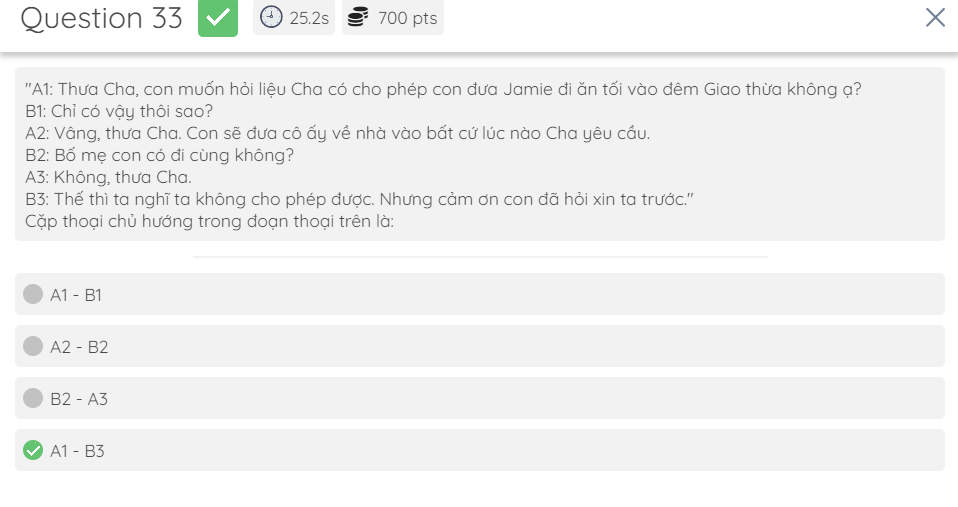 Question 33
25.2s
700 pts
"A1: Thưa Cha, con muốn hỏi liệu Cha có cho phép con đưa Jamie đi ăn tối vào đêm Giao thừa không ạ?
B1: Chỉ có vậy thôi sao?
A2: Vâng, thưa Cha. Con sẽ đưa cô ấy về nhà vào bất cứ lúc nào Cha yêu cầu.
B2: Bố mẹ con có đi cùng không?
A3: Không, thưa Cha.
B3: Thế thì ta nghĩ ta không cho phép được. Nhưng cảm ơn con đã hỏi xin ta trước."
Cặp thoại chủ hướng trong đoạn thoại trên là:
A1 - B1
A2 - B2
B2 - A3
A1 - B3